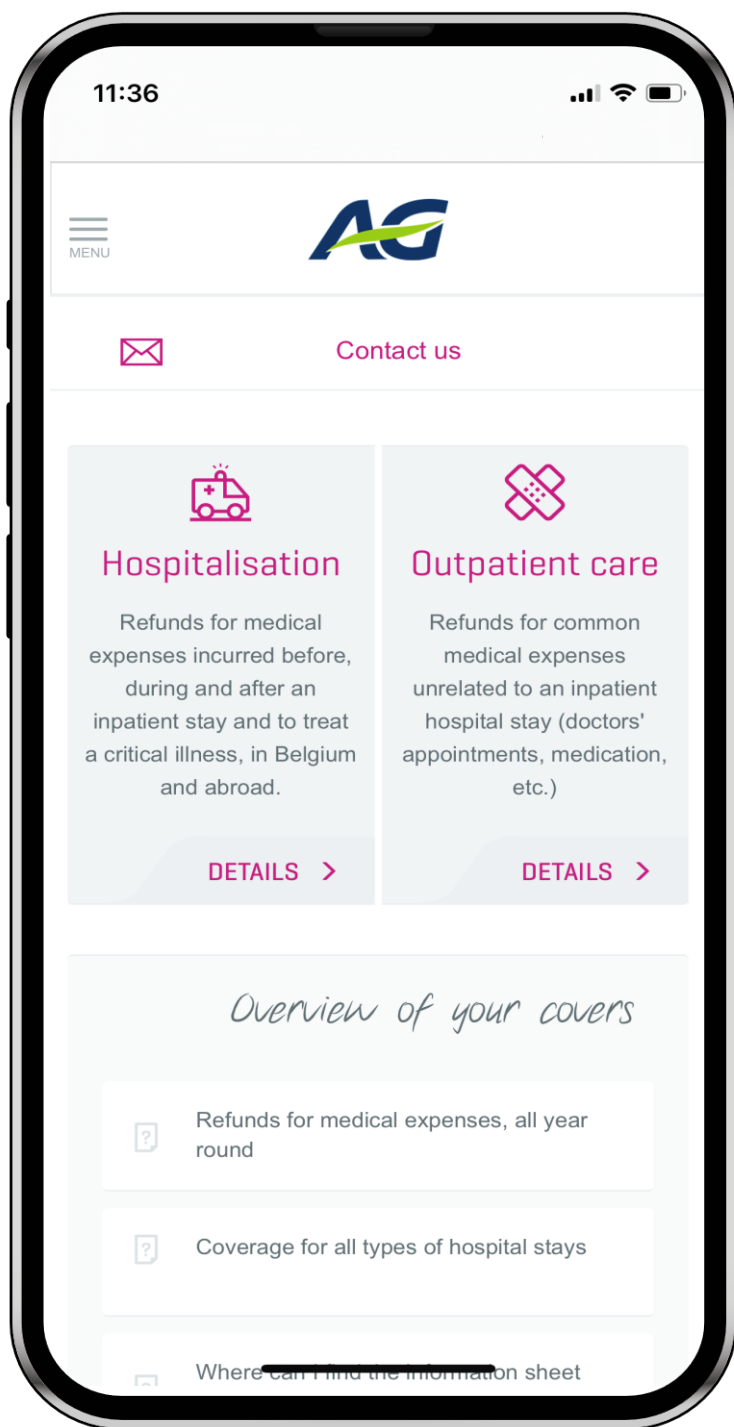 11:36
MENU
AG
Contact us
Hospitalisation
Refunds for medical
expenses incurred before,
during and after an
inpatient stay and to treat
a critical illness, in Belgium
and abroad.
DETAILS
Outpatient care
Refunds for common
medical expenses
unrelated to an inpatient
hospital stay (doctors'
appointments, medication,
etc.)
DETAILS
Overview of your covers
Refunds for medical expenses, all year
round
Coverage for all types of hospital stays
Where can I find the information sheet